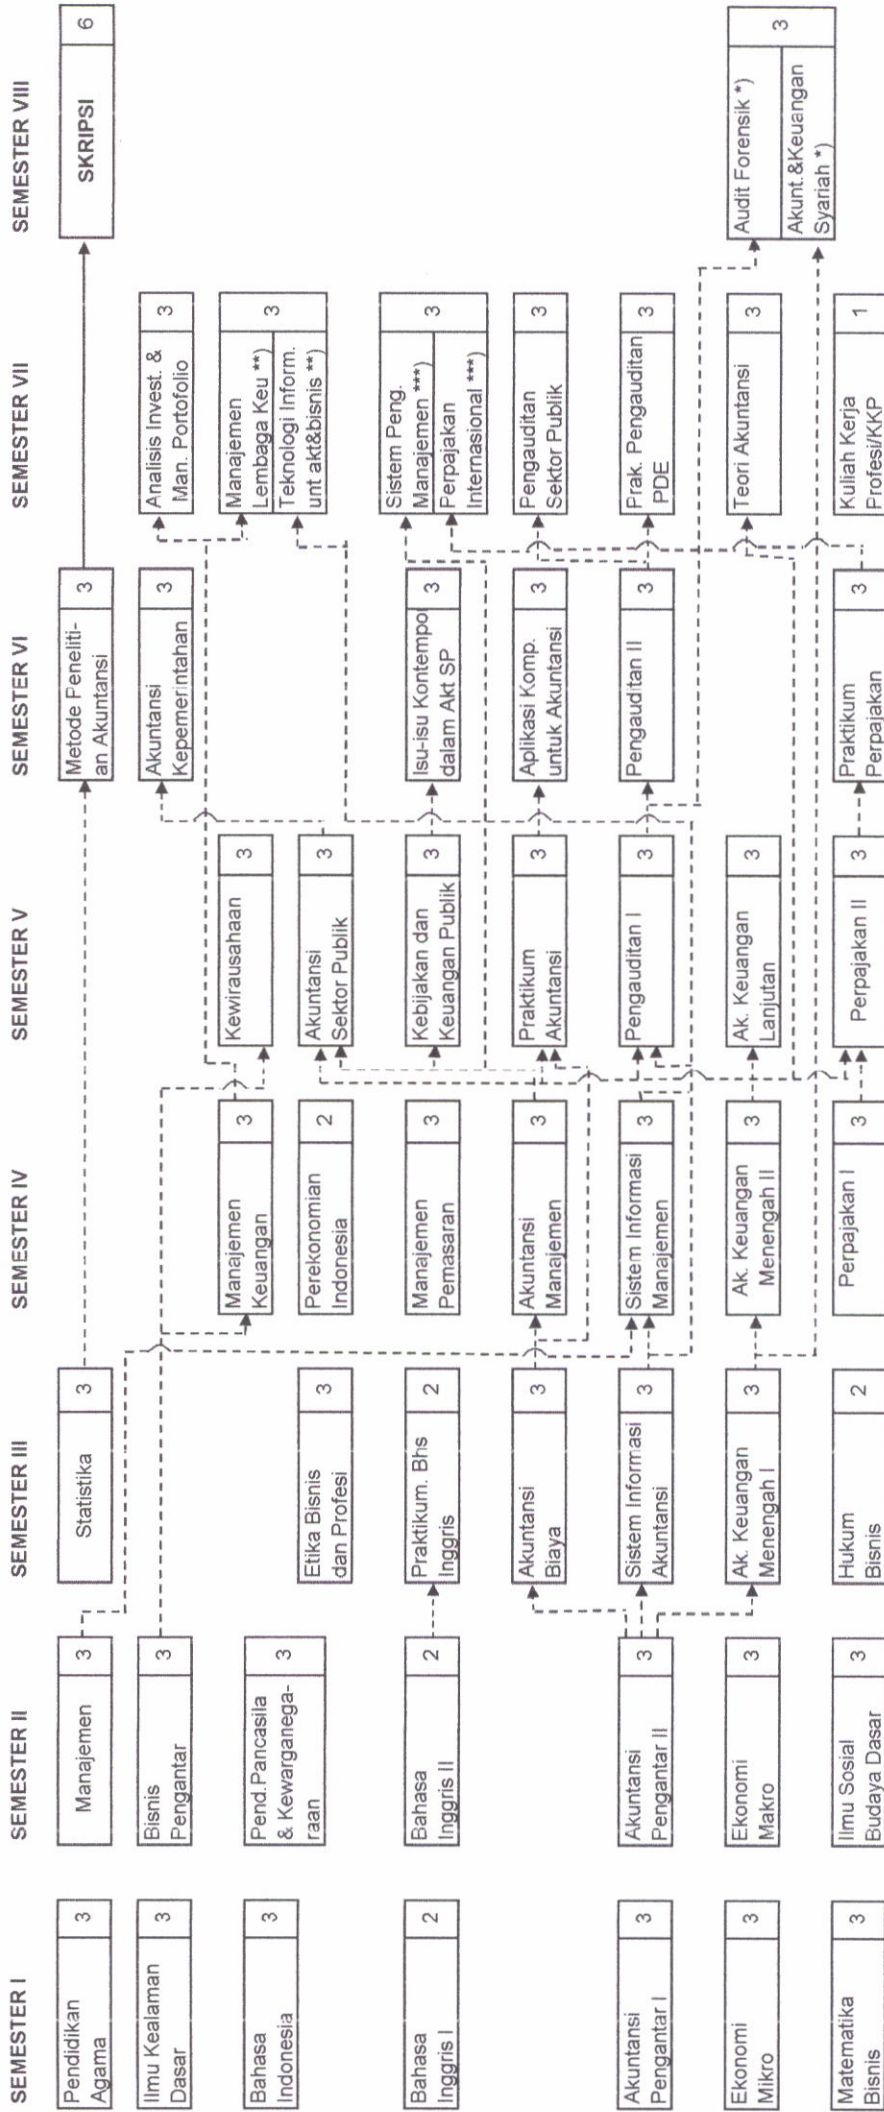 SEMESTER I
Pendidikan
Agama
3
Ilmu Kealaman
Dasar
3
Bahasa
Indonesia
3
Bahasa
Inggris I
2
Akuntansi
Pengantar I
3
Ekonomi
Mikro
3
Matematika
Bisnis
3
SEMESTER II
Manajemen
3
Bisnis
Pengantar
3
Pend.Pancasila
& Kewarganega-
raan
3
Bahasa
Inggris II
2
Akuntansi
Pengantar II
3
Ekonomi
Makro
3
Ilmu Sosial
Budaya Dasar
3
SEMESTER III
Statistika
3
Etika Bisnis
dan Profesi
3
Praktikum. Bhs
Inggris
2
Akuntansi
Biaya
3
Sistem Informasi
Akuntansi
3
Ak. Keuangan
Menengah I
3
Hukum
Bisnis
2
SEMESTER IV
Manajemen
Keuangan
3
Perekonomian
Indonesia
2
Manajemen
Pemasaran
3
Akuntansi
Manajemen
3
Sistem Informasi
Manajemen
3
Ak. Keuangan
Menengah II
3
Perpajakan I
3
SEMESTER V
Kewirausahaan
3
Akuntansi
Sektor Publik
3
Kebijakan dan
Keuangan Publik
3
Praktikum
Akuntansi
3
Pengauditan I
3
Ak. Keuangan
Lanjutan
3
Perpajakan II
3
SEMESTER VI
Metode Peneliti-
an Akuntansi
3
Akuntansi
Kepemerintahan
3
Isu-isu Kontempo
dalam Akt SP
3
Aplikasi Komp.
untuk Akuntansi
3
Pengauditan II
3
Praktikum
Perpajakan
3
SEMESTER VII
Analisis Invest. &
Man. Portofolio
3
Manajemen
Lembaga Keu **)
Teknologi Inform.
unt akt&bisnis **)
3
Sistem Peng.
Manajemen ***)
Perpajakan
Internasional ***)
3
Pengauditan
Sektor Publik
3
Prak. Pengauditan
PDE
3
Teori Akuntansi
3
Kuliah Kerja
Profesi/KKP
1
SEMESTER VIII
SKRIPSI
6
Audit Forensik *)
Akunt.&Keuangan
Syariah *)
3